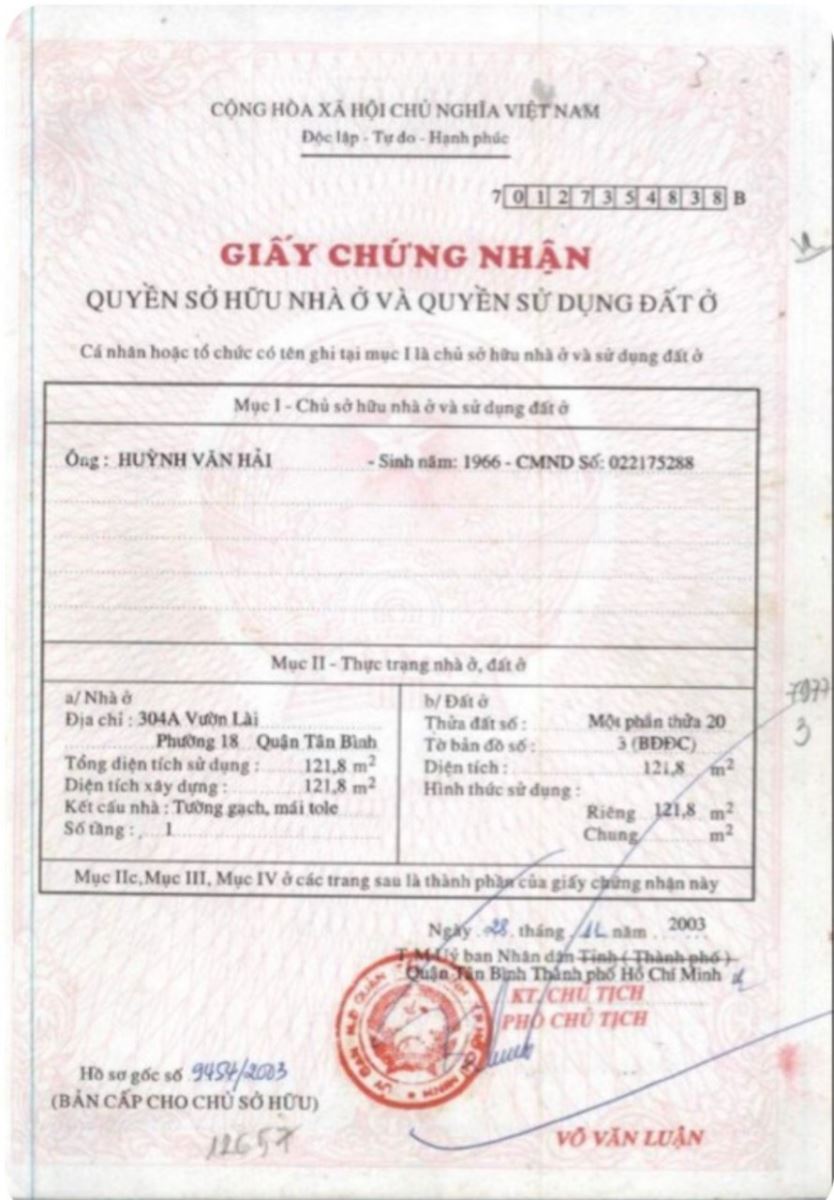 CỘNG HÒA XÃ HỘI CHỦ NGHĨA VIỆT NAM
Độc lập - Tự do - Hạnh phúc
7 0 1 2 7 3 5 4 8 3 8 B
GIẤY CHỨNG NHẬN
QUYỀN SỞ HỮU NHÀ Ở VÀ QUYỀN SỬ DỤNG ĐẤT Ở
Cá nhân hoặc tổ chức có tên ghi tại mục I là chủ sở hữu nhà ở và sử dụng đất ở
Mục I - Chủ sở hữu nhà ở và sử dụng đất ở
Ông : HUỲNH VĂN HẢI - Sinh năm: 1966 - CMND Số: 022175288
Mục II - Thực trạng nhà ở, đất ở
a/ Nhà ở
Địa chỉ : 304A Vườn Lài
Phường 18 Quận Tân Bình
Tổng diện tích sử dụng : 121,8 m²
Diện tích xây dựng : 121,8 m²
Kết cấu nhà : Tường gạch, mái tole
Số tầng : 1
b/ Đất ở
Thửa đất số : Một phần thửa 20
Tờ bản đồ số : 3 (BĐĐC)
Diện tích : 121,8 m²
Hình thức sử dụng :
Riêng 121,8 m²
Chung m²
Mục IIc,Mục III, Mục IV ở các trang sau là thành phần của giấy chứng nhận này
Ngày 28 tháng năm 2003
T.M Uỷ ban Nhân dân Tỉnh ( Thành phố )
Quận Tân Bình Thành phố Hồ Chí Minh
KT. CHỦ TỊCH
PHÓ CHỦ TỊCH
Hồ sơ gốc số 9454/2003
(BẢN CẤP CHO CHỦ SỞ HỮU)
12657
VÕ VĂN LUẬN